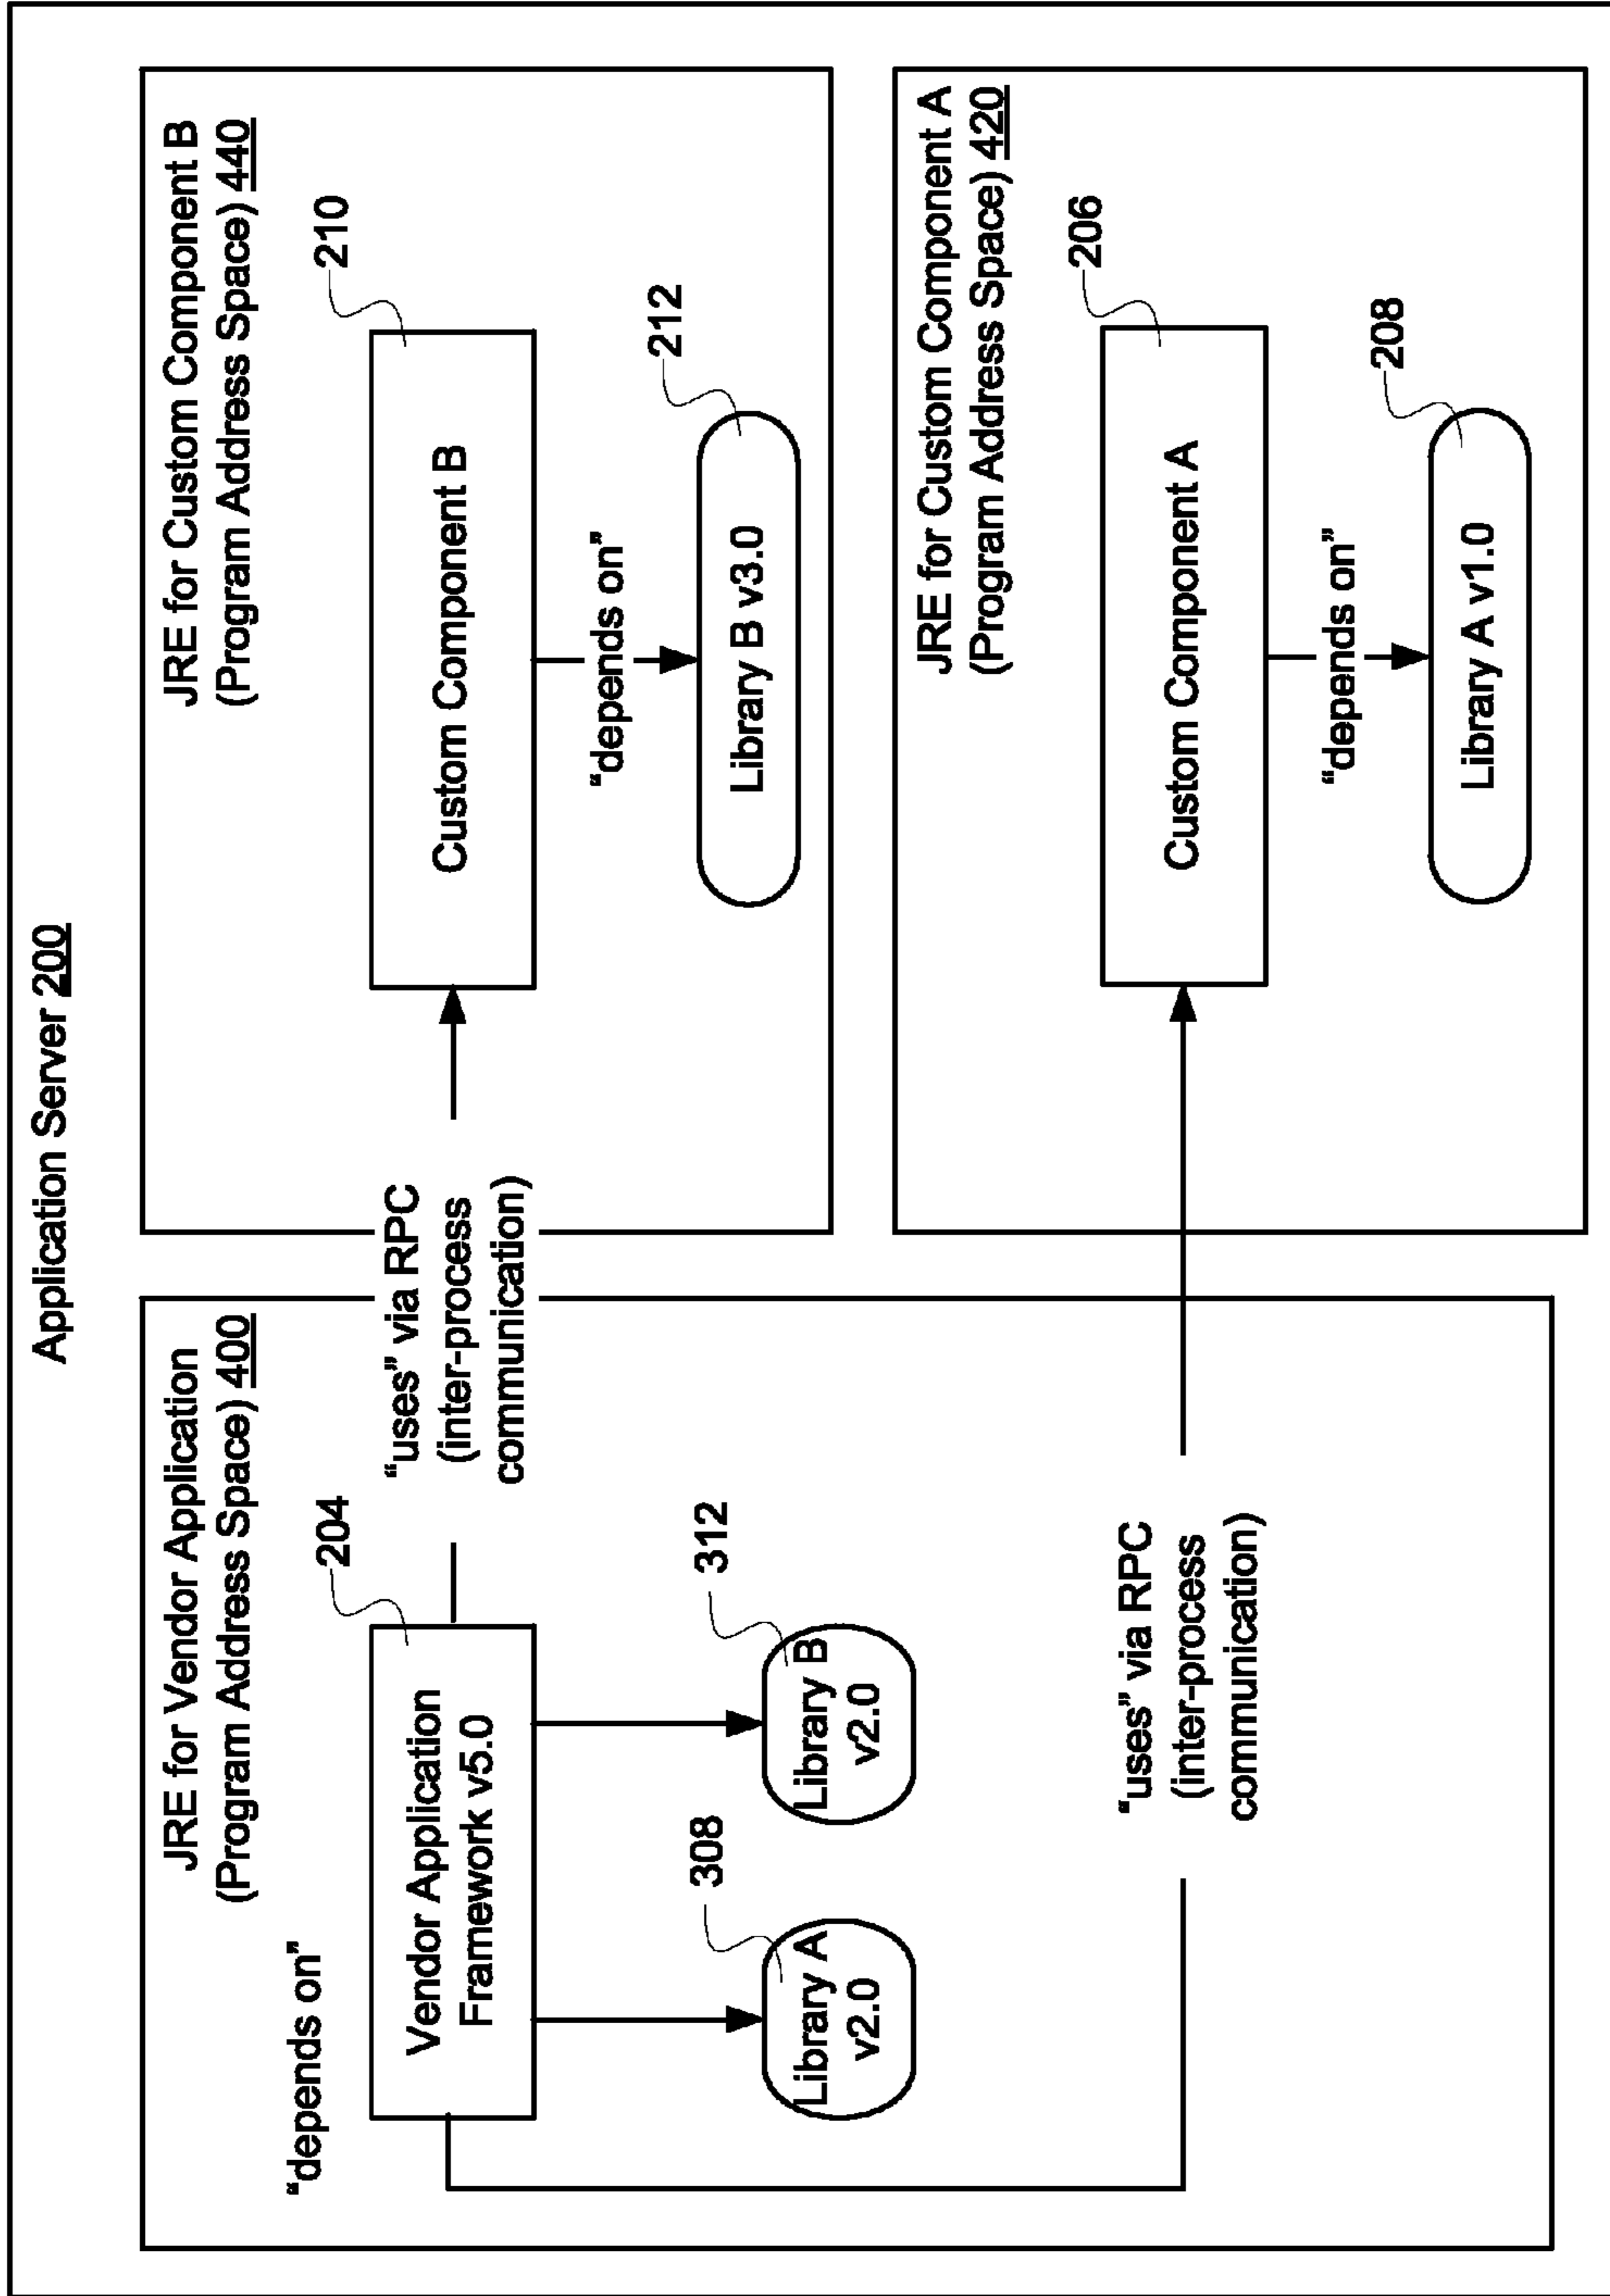 Application Server 200
JRE for Vendor Application
(Program Address Space) 400
“depends on”
204
Vendor Application
Framework v5.0
308
Library A
v2.0
312
Library B
v2.0
“uses” via RPC
(inter-process
communication)
“uses” via RPC
(inter-process
communication)
JRE for Custom Component B
(Program Address Space) 440
210
Custom Component B
“depends on”
212
Library B v3.0
JRE for Custom Component A
(Program Address Space) 420
206
Custom Component A
“depends on”
208
Library A v1.0